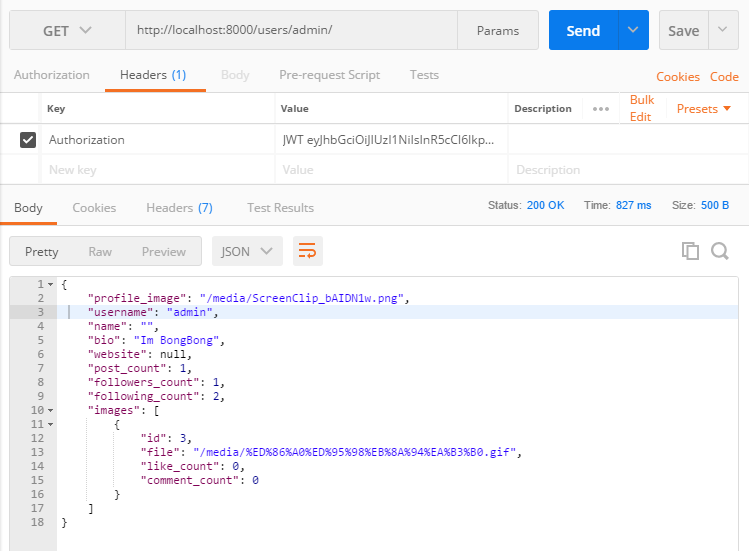 GET http://localhost:8000/users/admin/ Params Send Save
Authorization Headers (1) Body Pre-request Script Tests Cookies Code
Key Value Description ••• Bulk Edit Presets
Authorization JWT eyJhbGciOiJIUzI1NiIsInR5cCI6Ikp...
New key Value Description
Body Cookies Headers (7) Test Results Status: 200 OK Time: 827 ms Size: 500 B
Pretty Raw Preview JSON
1 {
2 "profile_image": "/media/ScreenClip_bAIDN1w.png",
3 "username": "admin",
4 "name": "",
5 "bio": "Im BongBong",
6 "website": null,
7 "post_count": 1,
8 "followers_count": 1,
9 "following_count": 2,
10 "images": [
11 {
12 "id": 3,
13 "file": "/media/%ED%86%A0%ED%95%98%EB%8A%94%EA%B3%B0.gif",
14 "like_count": 0,
15 "comment_count": 0
16 }
17 ]
18 }